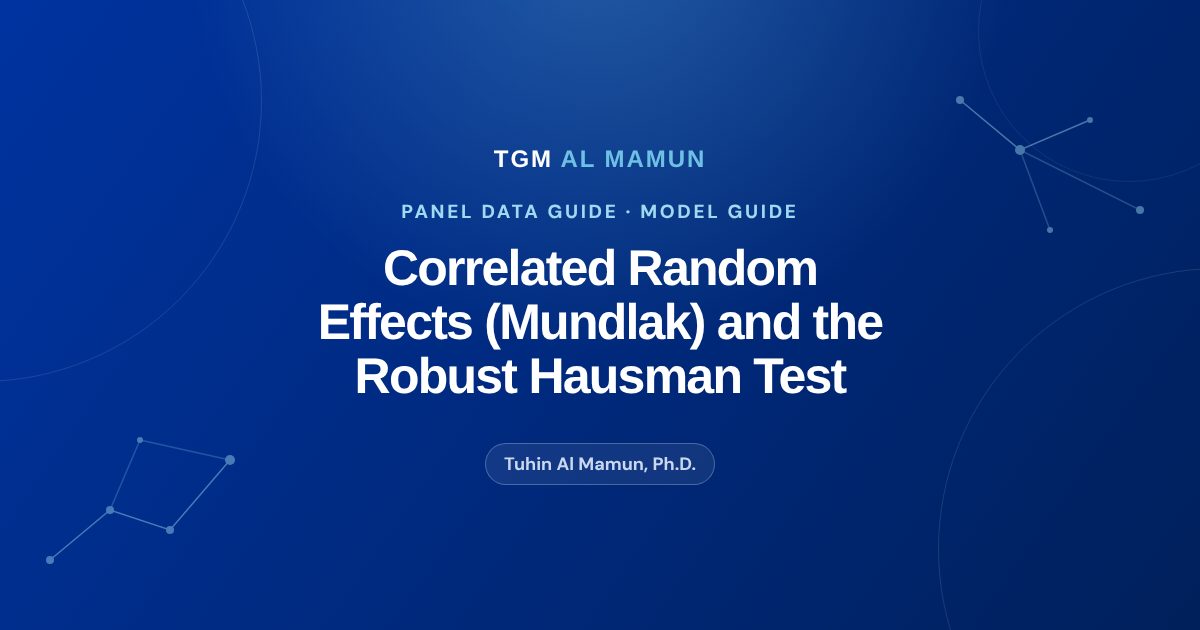 TGM AL MAMUN
PANEL DATA GUIDE · MODEL GUIDE
Correlated Random
Effects (Mundlak) and the
Robust Hausman Test
Tuhin Al Mamun, Ph.D.